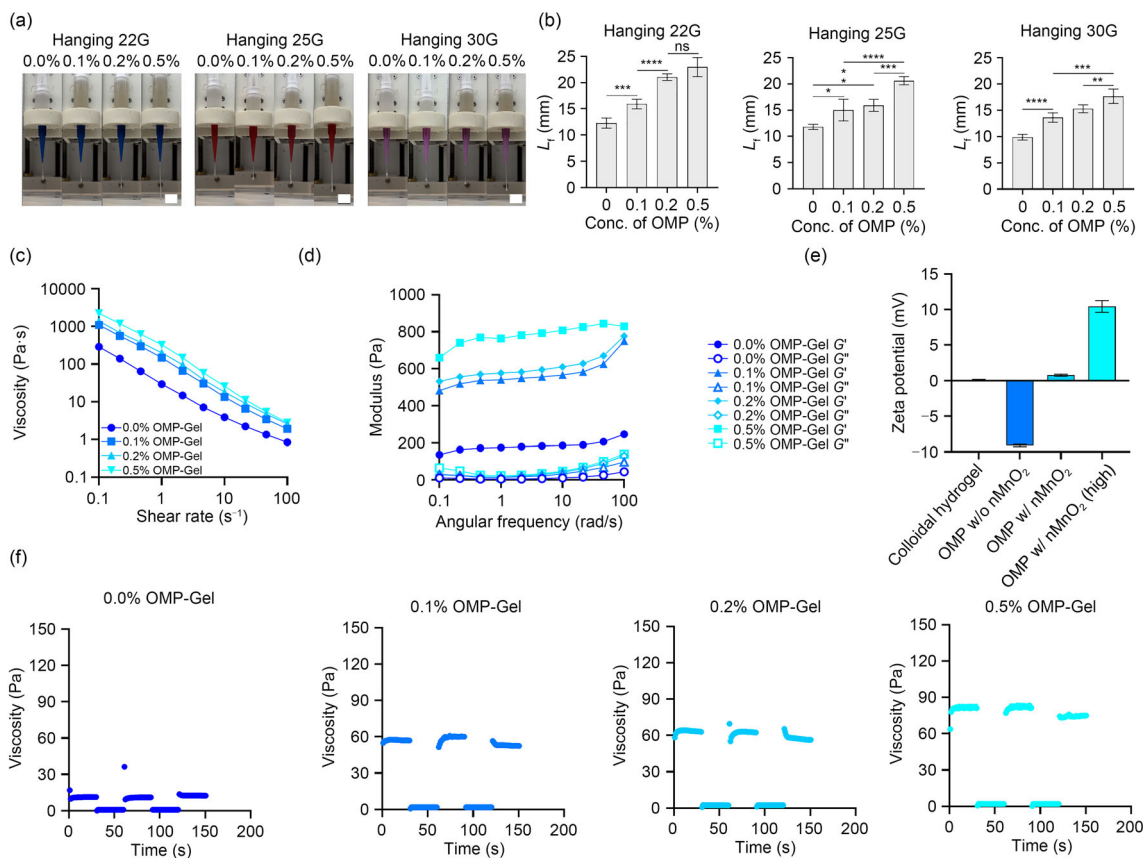 (a)
Hanging 22G
0.0% 0.1% 0.2% 0.5%
Hanging 25G
0.0% 0.1% 0.2% 0.5%
Hanging 30G
0.0% 0.1% 0.2% 0.5%
(b)
Hanging 22G
ns
****
***
25
20
15
10
5
0
Lf (mm)
0 0.1 0.2 0.5
Conc. of OMP (%)
Hanging 25G
****
*
*
***
*
25
20
15
10
5
0
Lf (mm)
0 0.1 0.2 0.5
Conc. of OMP (%)
Hanging 30G
***
**
****
25
20
15
10
5
0
Lf (mm)
0 0.1 0.2 0.5
Conc. of OMP (%)
(c)
10000
1000
100
10
1
0.1
Viscosity (Pa·s)
0.0% OMP-Gel
0.1% OMP-Gel
0.2% OMP-Gel
0.5% OMP-Gel
0.1 1 10 100
Shear rate (s⁻¹)
(d)
1000
800
600
400
200
0
Modulus (Pa)
0.1 1 10 100
Angular frequency (rad/s)
0.0% OMP-Gel G'
0.0% OMP-Gel G"
0.1% OMP-Gel G'
0.1% OMP-Gel G"
0.2% OMP-Gel G'
0.2% OMP-Gel G"
0.5% OMP-Gel G'
0.5% OMP-Gel G"
(e)
15
10
5
0
−5
−10
Zeta potential (mV)
Colloidal hydrogel
OMP w/o nMnO₂
OMP w/ nMnO₂
OMP w/ nMnO₂ (high)
(f)
0.0% OMP-Gel
150
120
90
60
30
0
Viscosity (Pa)
0 50 100 150 200
Time (s)
0.1% OMP-Gel
150
120
90
60
30
0
Viscosity (Pa)
0 50 100 150 200
Time (s)
0.2% OMP-Gel
150
120
90
60
30
0
Viscosity (Pa)
0 50 100 150 200
Time (s)
0.5% OMP-Gel
150
120
90
60
30
0
Viscosity (Pa)
0 50 100 150 200
Time (s)